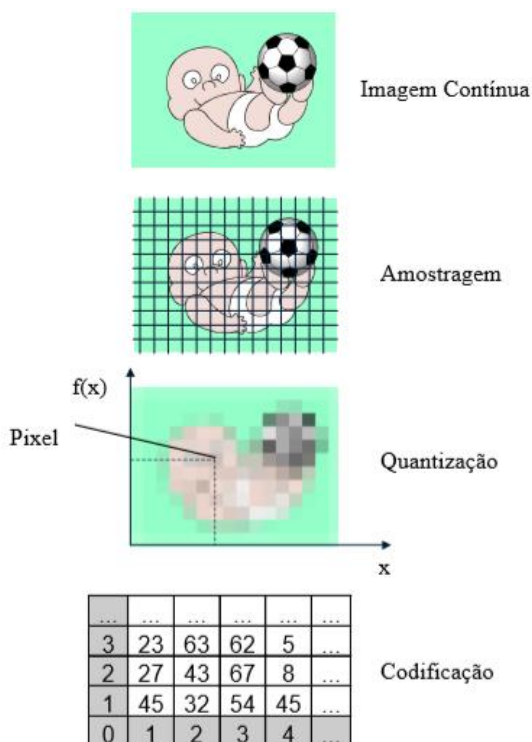 Imagem Contínua
Amostragem
f(x)
Pixel
Quantização
x
... ... ... ... ... ...
3 23 63 62 5 ...
2 27 43 67 8 ...
1 45 32 54 45 ...
0 1 2 3 4 ...
Codificação